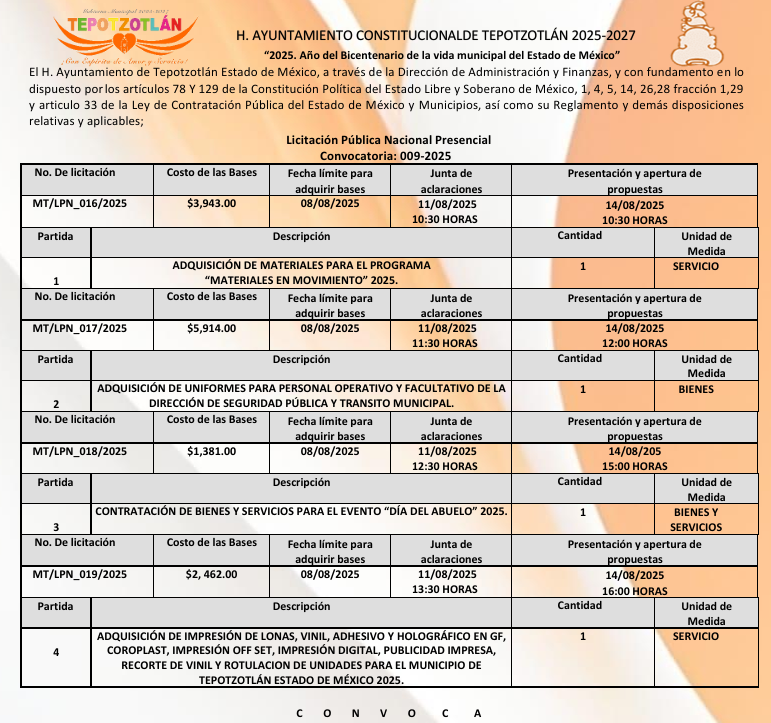 Gobierno Municipal 2025-2027
TEPOTZOTLÁN
¡Con Espíritu de Amor y Servicio!
H. AYUNTAMIENTO CONSTITUCIONALDE TEPOTZOTLÁN 2025-2027
“2025. Año del Bicentenario de la vida municipal del Estado de México”
El H. Ayuntamiento de Tepotzotlán Estado de México, a través de la Dirección de Administración y Finanzas, y con fundamento en lo
dispuesto por los artículos 78 Y 129 de la Constitución Política del Estado Libre y Soberano de México, 1, 4, 5, 14, 26,28 fracción 1,29
y articulo 33 de la Ley de Contratación Pública del Estado de México y Municipios, así como su Reglamento y demás disposiciones
relativas y aplicables;
Licitación Pública Nacional Presencial
Convocatoria: 009-2025
No. De licitación Costo de las Bases Fecha límite para Junta de Presentación y apertura de
adquirir bases aclaraciones propuestas
MT/LPN_016/2025 $3,943.00 08/08/2025 11/08/2025 14/08/2025
10:30 HORAS 10:30 HORAS
Partida Descripción Cantidad Unidad de
Medida
ADQUISICIÓN DE MATERIALES PARA EL PROGRAMA 1 SERVICIO
1 “MATERIALES EN MOVIMIENTO” 2025.
No. De licitación Costo de las Bases Fecha límite para Junta de Presentación y apertura de
adquirir bases aclaraciones propuestas
MT/LPN_017/2025 $5,914.00 08/08/2025 11/08/2025 14/08/2025
11:30 HORAS 12:00 HORAS
Partida Descripción Cantidad Unidad de
Medida
ADQUISICIÓN DE UNIFORMES PARA PERSONAL OPERATIVO Y FACULTATIVO DE LA 1 BIENES
2 DIRECCIÓN DE SEGURIDAD PÚBLICA Y TRANSITO MUNICIPAL.
No. De licitación Costo de las Bases Fecha límite para Junta de Presentación y apertura de
adquirir bases aclaraciones propuestas
MT/LPN_018/2025 $1,381.00 08/08/2025 11/08/2025 14/08/205
12:30 HORAS 15:00 HORAS
Partida Descripción Cantidad Unidad de
Medida
CONTRATACIÓN DE BIENES Y SERVICIOS PARA EL EVENTO “DÍA DEL ABUELO” 2025. 1 BIENES Y
3 SERVICIOS
No. De licitación Costo de las Bases Fecha límite para Junta de Presentación y apertura de
adquirir bases aclaraciones propuestas
MT/LPN_019/2025 $2, 462.00 08/08/2025 11/08/2025 14/08/2025
13:30 HORAS 16:00 HORAS
Partida Descripción Cantidad Unidad de
Medida
ADQUISICIÓN DE IMPRESIÓN DE LONAS, VINIL, ADHESIVO Y HOLOGRÁFICO EN GF, 1 SERVICIO
4 COROPLAST, IMPRESIÓN OFF SET, IMPRESIÓN DIGITAL, PUBLICIDAD IMPRESA,
RECORTE DE VINIL Y ROTULACION DE UNIDADES PARA EL MUNICIPIO DE
TEPOTZOTLÁN ESTADO DE MÉXICO 2025.
C O N V O C A